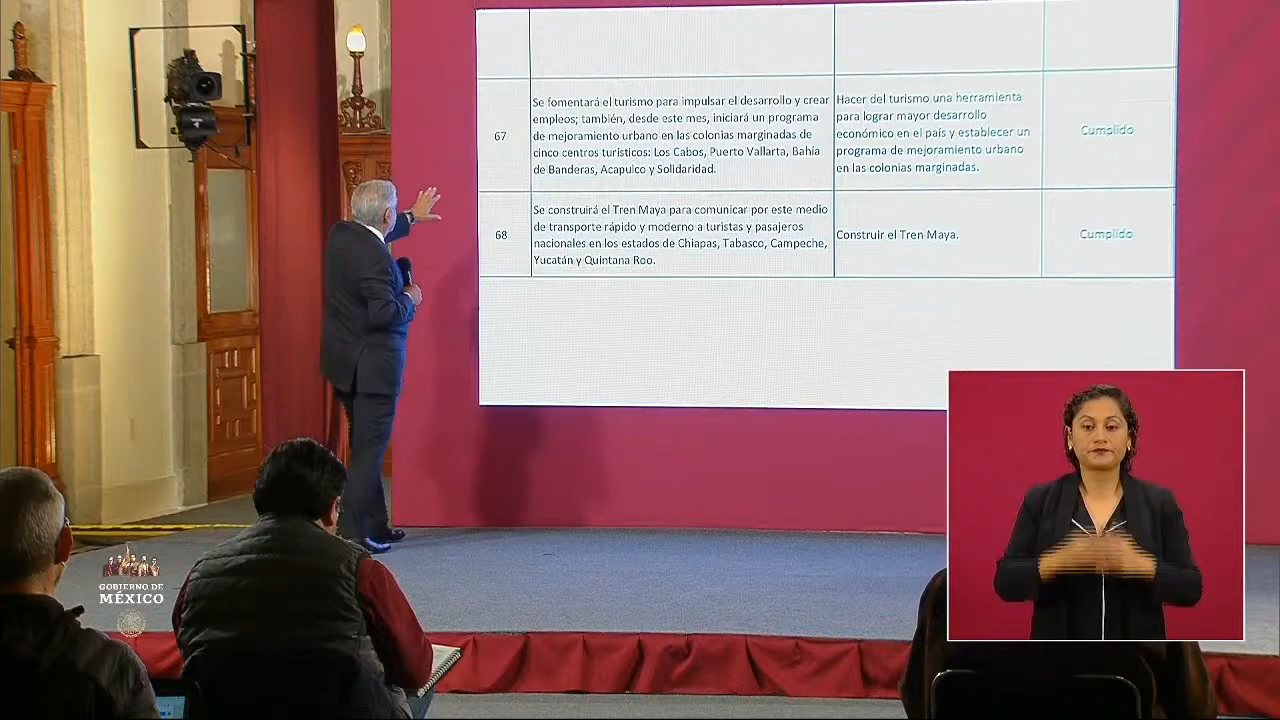 67
Se fomentará el turismo para impulsar el desarrollo y crear
empleos; también, desde este mes, iniciará un programa
de mejoramiento urbano en las colonias marginadas de
cinco centros turísticos: Los Cabos, Puerto Vallarta, Bahía
de Banderas, Acapulco y Solidaridad.
Hacer del turismo una herramienta
para lograr mayor desarrollo
económico en el país y establecer un
programa de mejoramiento urbano
en las colonias marginadas.
Cumplido
68
Se construirá el Tren Maya para comunicar por este medio
de transporte rápido y moderno a turistas y pasajeros
nacionales en los estados de Chiapas, Tabasco, Campeche,
Yucatán y Quintana Roo.
Construir el Tren Maya.
Cumplido
GOBIERNO DE
MÉXICO